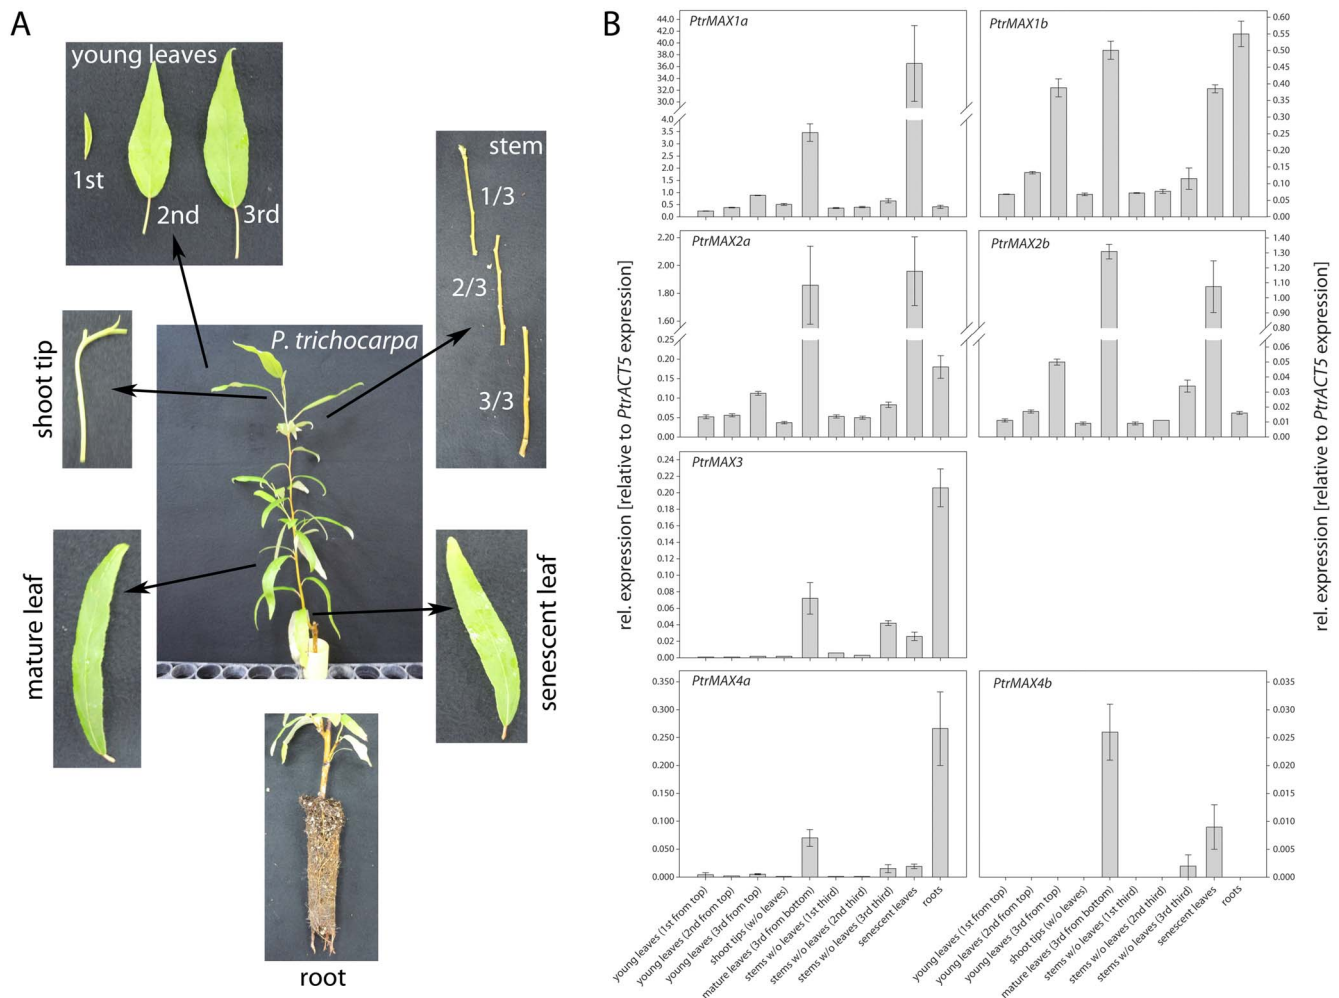 A
young leaves
1st
2nd
3rd
stem
1/3
2/3
3/3
shoot tip
P. trichocarpa
mature leaf
senescent leaf
root
B
rel. expression [relative to PtrACT5 expression]
PtrMAX1a
44.0
42.0
40.0
38.0
36.0
34.0
32.0
30.0
4.0
3.5
3.0
2.5
2.0
1.5
1.0
0.5
0.0
PtrMAX1b
0.60
0.55
0.50
0.45
0.40
0.35
0.30
0.25
0.20
0.15
0.10
0.05
0.00
PtrMAX2a
2.20
2.00
1.80
1.60
0.25
0.20
0.15
0.10
0.05
0.00
PtrMAX2b
1.40
1.30
1.20
1.10
1.00
0.90
0.80
0.06
0.05
0.04
0.03
0.02
0.01
0.00
rel. expression [relative to PtrACT5 expression]
PtrMAX3
0.24
0.22
0.20
0.18
0.16
0.14
0.12
0.10
0.08
0.06
0.04
0.02
0.00
PtrMAX4a
0.350
0.300
0.250
0.200
0.150
0.100
0.050
0.000
PtrMAX4b
0.035
0.030
0.025
0.020
0.015
0.010
0.005
0.000
young leaves (1st from top)
young leaves (2nd from top)
young leaves (3rd from top)
shoot tips (w/o leaves)
mature leaves (3rd from bottom)
stems w/o leaves (1st third)
stems w/o leaves (2nd third)
stems w/o leaves (3rd third)
senescent leaves
roots
young leaves (1st from top)
young leaves (2nd from top)
young leaves (3rd from top)
shoot tips (w/o leaves)
mature leaves (3rd from bottom)
stems w/o leaves (1st third)
stems w/o leaves (2nd third)
stems w/o leaves (3rd third)
senescent leaves
roots